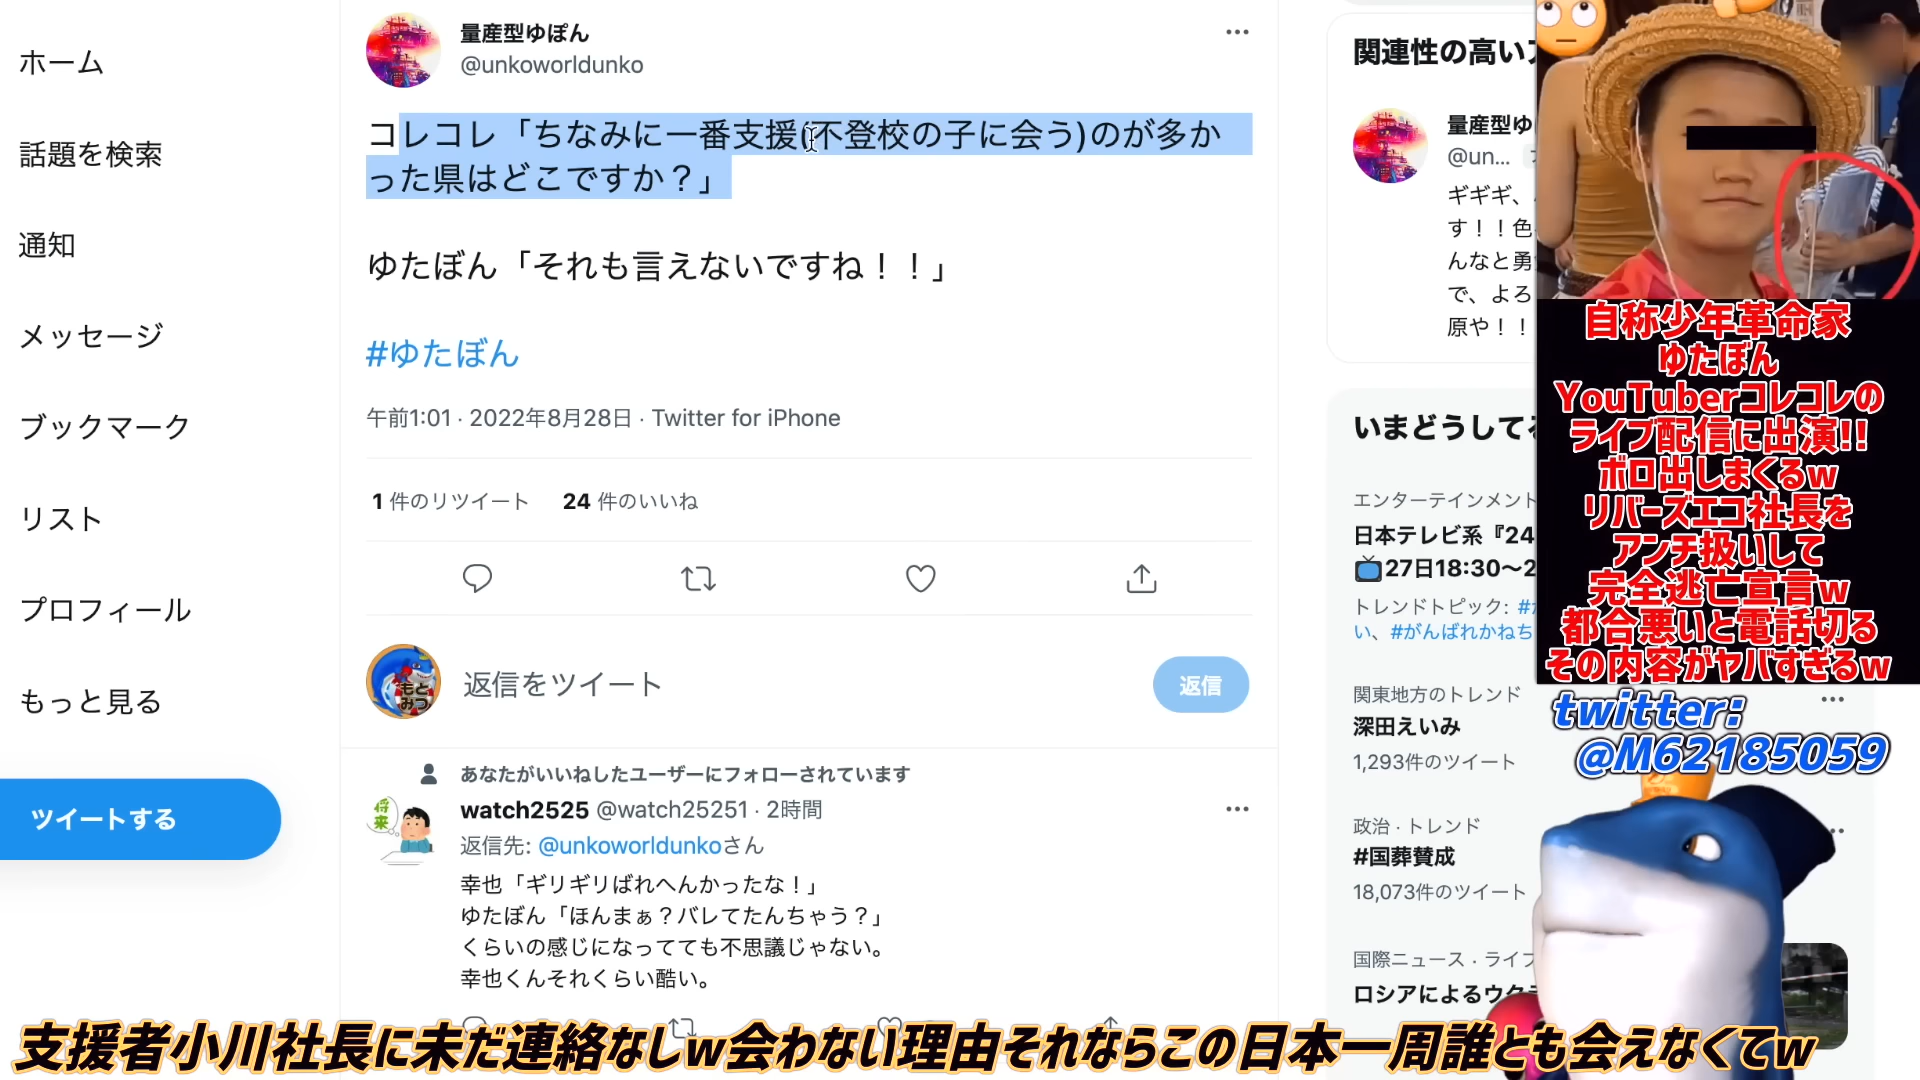 ホーム
話題を検索
通知
メッセージ
ブックマーク
リスト
プロフィール
もっと見る
ツイートする
量産型ゆぽん
@unkoworldunko
コレコレ「ちなみに一番支援(不登校の子に会う)のが多か
った県はどこですか？」
ゆたぼん「それも言えないですね！！」
#ゆたぼん
午前1:01 · 2022年8月28日 · Twitter for iPhone
1 件のリツイート 24 件のいいね
もと
みつ
返信をツイート
返信
あなたがいいねしたユーザーにフォローされています
将来
watch2525 @watch25251 · 2時間
返信先: @unkoworldunkoさん
幸也「ギリギリばれへんかったな！」
ゆたぼん「ほんまぁ？バレてたんちゃう？」
くらいの感じになってても不思議じゃない。
幸也くんそれくらい酷い。
関連性の高い
量産型ゆ
@un...
ギギギ、
す！！色
んなと勇
で、よろ
原や！！
いまどうして
エンターテインメント
日本テレビ系『24
27日18:30〜2
トレンドトピック:
い、#がんばれかねち
関東地方のトレンド
深田えいみ
1,293件のツイート
政治 · トレンド
#国葬賛成
18,073件のツイート
国際ニュース · ライブ
ロシアによるウク
自称少年革命家
ゆたぼん
YouTuberコレコレの
ライブ配信に出演!!
ボロ出しまくるw
リバーズエコ社長を
アンチ扱いして
完全逃亡宣言w
都合悪いと電話切る
その内容がヤバすぎるw
twitter:
@M62185059
支援者小川社長に未だ連絡なしw会わない理由それならこの日本一周誰とも会えなくてw